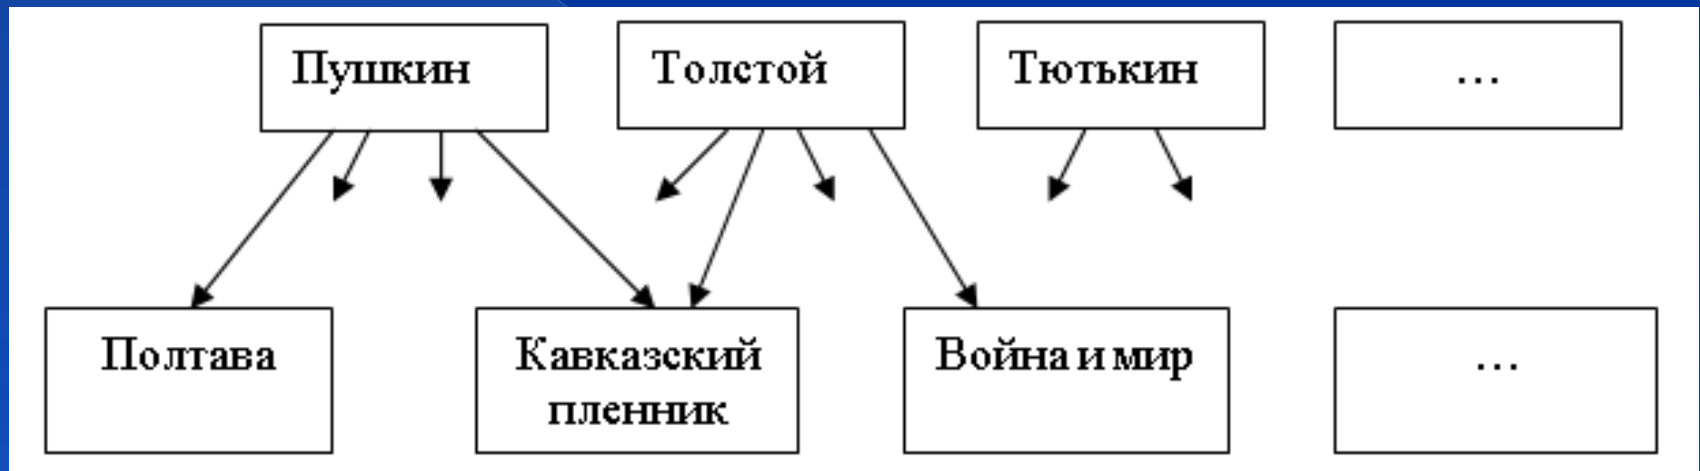 Пушкин
Толстой
Тютькин
...
Полтава
Кавказский
пленник
Война и мир
...